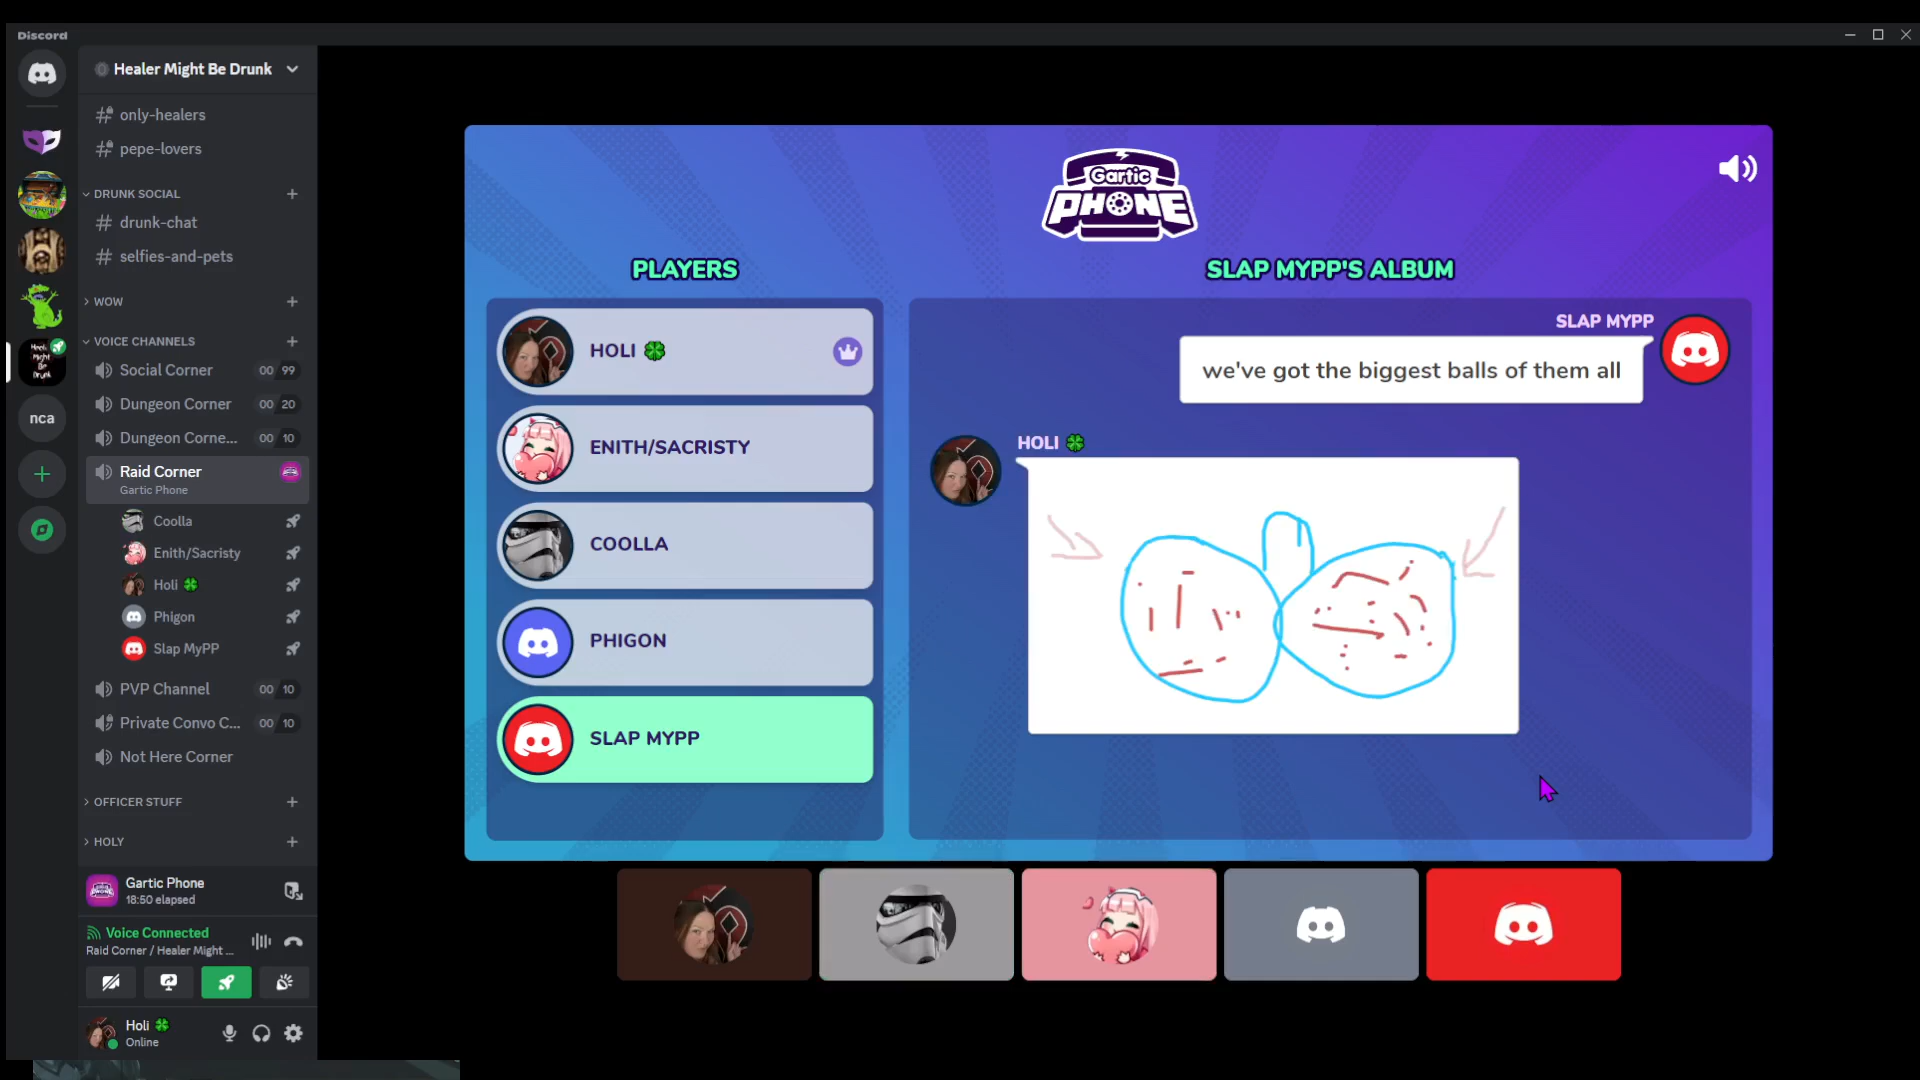 Discord
Healer Might Be Drunk
only-healers
pepe-lovers
DRUNK SOCIAL
drunk-chat
selfies-and-pets
WOW
VOICE CHANNELS
Social Corner 00 99
Dungeon Corner 00 20
Dungeon Corne... 00 10
nca
Raid Corner
Gartic Phone
Coolla
Enith/Sacristy
Holi
Phigon
Slap MyPP
PVP Channel 00 10
Private Convo C... 00 10
Not Here Corner
OFFICER STUFF
HOLY
Gartic Phone
18:50 elapsed
Voice Connected
Raid Corner / Healer Might ...
Holi
Online
Gartic
PHONE
PLAYERS
HOLI
ENITH/SACRISTY
COOLLA
PHIGON
SLAP MYPP
SLAP MYPP'S ALBUM
SLAP MYPP
we've got the biggest balls of them all
HOLI